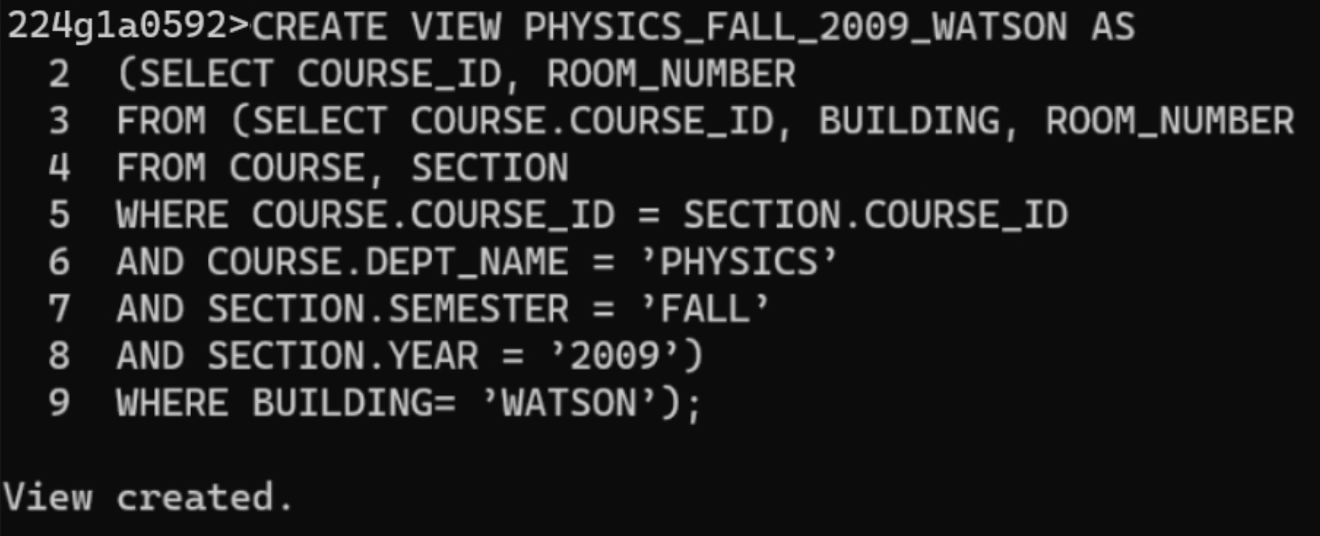 224g1a0592>CREATE VIEW PHYSICS_FALL_2009_WATSON AS
2 (SELECT COURSE_ID, ROOM_NUMBER
3 FROM (SELECT COURSE.COURSE_ID, BUILDING, ROOM_NUMBER
4 FROM COURSE, SECTION
5 WHERE COURSE.COURSE_ID = SECTION.COURSE_ID
6 AND COURSE.DEPT_NAME = ’PHYSICS’
7 AND SECTION.SEMESTER = ’FALL’
8 AND SECTION.YEAR = ’2009’)
9 WHERE BUILDING= ’WATSON’);
View created.